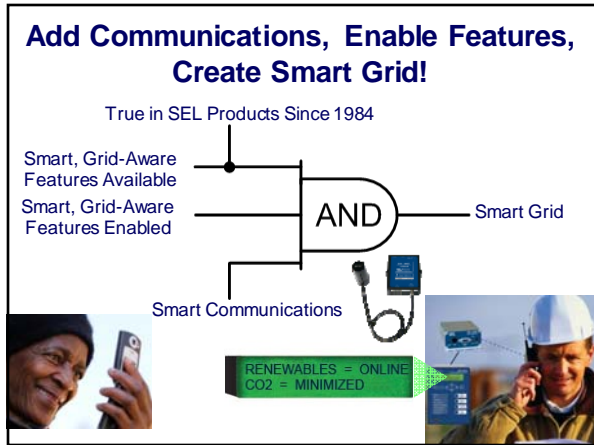 Add Communications, Enable Features,
Create Smart Grid!
True in SEL Products Since 1984
Smart, Grid-Aware
Features Available
Smart, Grid-Aware
Features Enabled
AND
Smart Grid
Smart Communications
RENEWABLES = ONLINE
CO2 = MINIMIZED